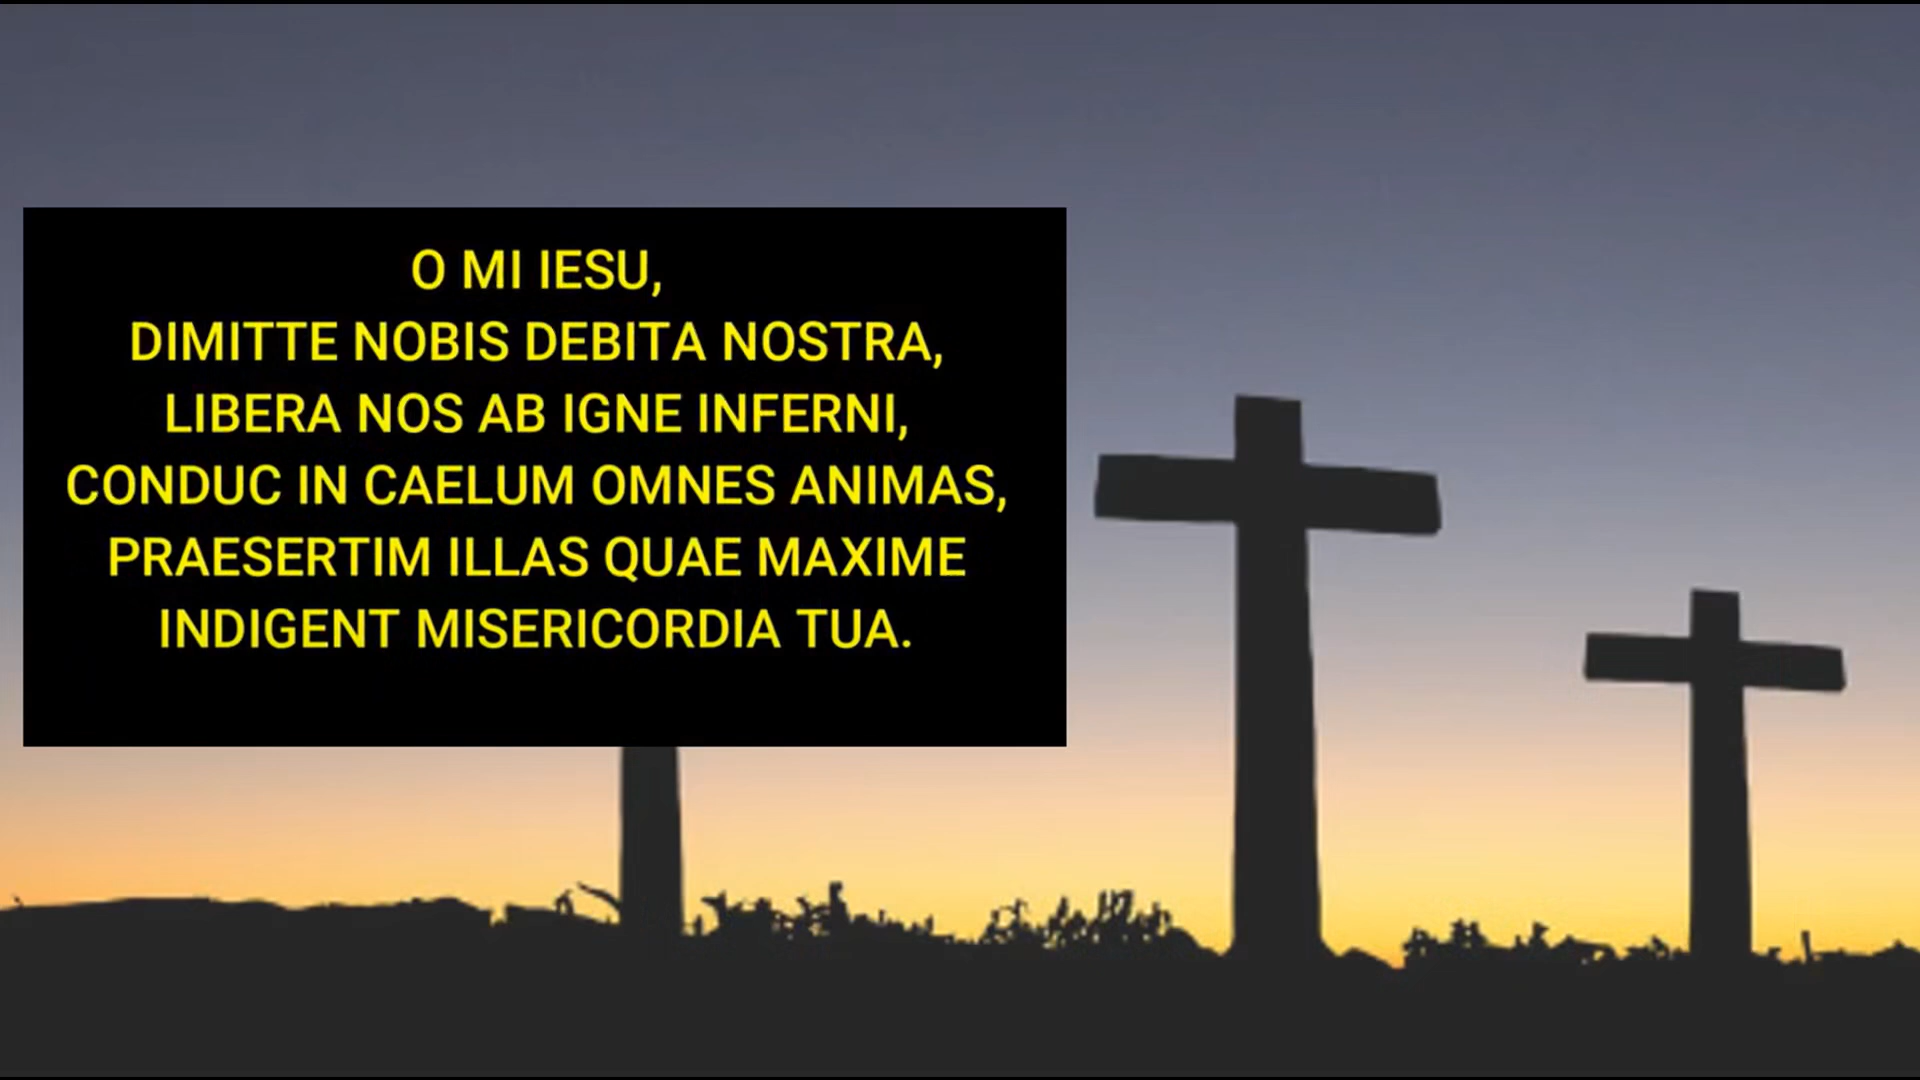 O MI IESU,
DIMITTE NOBIS DEBITA NOSTRA,
LIBERA NOS AB IGNE INFERNI,
CONDUC IN CAELUM OMNES ANIMAS,
PRAESERTIM ILLAS QUAE MAXIME
INDIGENT MISERICORDIA TUA.